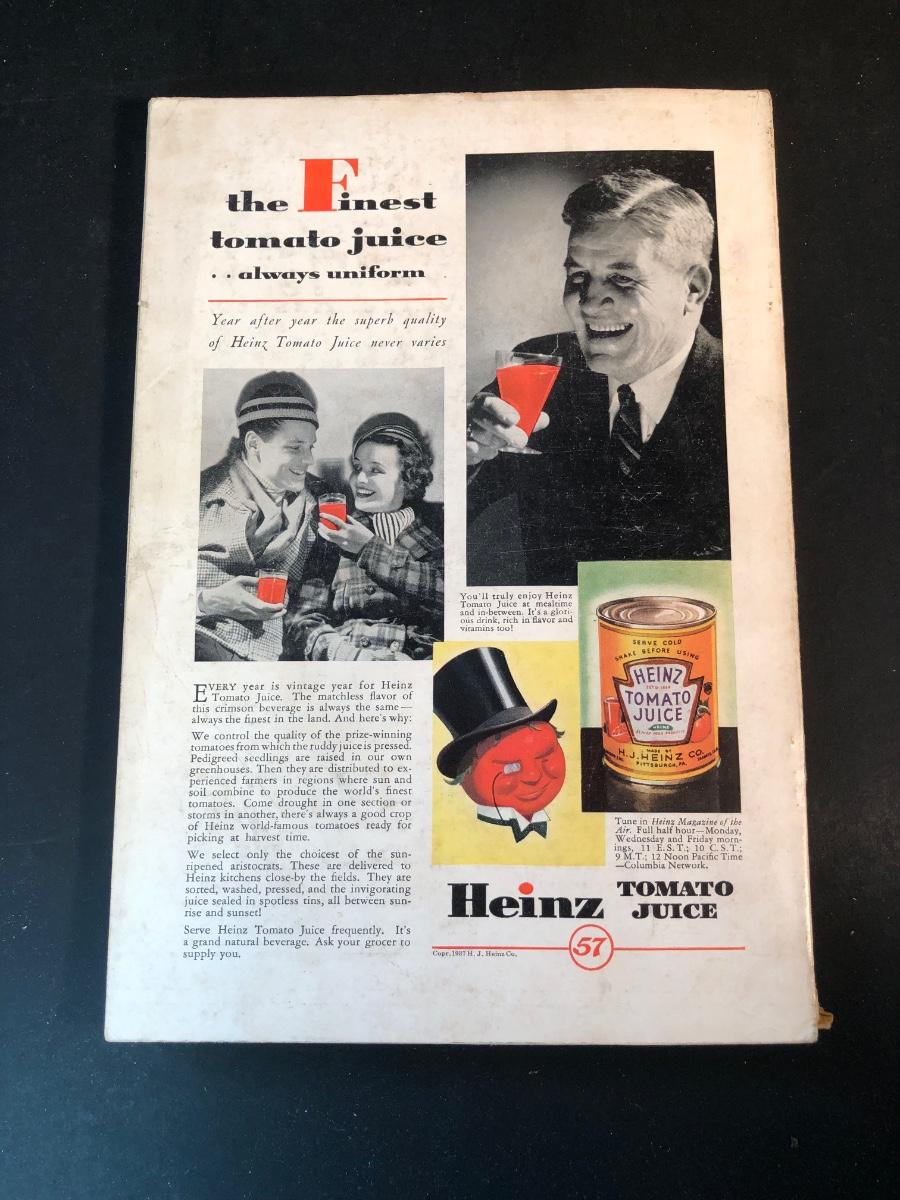 the Finest
tomato juice
. . always uniform
Year after year the superb quality
of Heinz Tomato Juice never varies
You'll truly enjoy Heinz
Tomato Juice at mealtime
and in-between. It's a glori-
ous drink, rich in flavor and
vitamins too!
EVERY year is vintage year for Heinz
Tomato Juice. The matchless flavor of
this crimson beverage is always the same—
always the finest in the land. And here's why:
We control the quality of the prize-winning
tomatoes from which the ruddy juice is pressed.
Pedigreed seedlings are raised in our own
greenhouses. Then they are distributed to ex-
perienced farmers in regions where sun and
soil combine to produce the world's finest
tomatoes. Come drought in one section or
storms in another, there's always a good crop
of Heinz world-famous tomatoes ready for
picking at harvest time.
We select only the choicest of the sun-
ripened aristocrats. These are delivered to
Heinz kitchens close-by the fields. They are
sorted, washed, pressed, and the invigorating
juice sealed in spotless tins, all between sun-
rise and sunset!
Serve Heinz Tomato Juice frequently. It's
a grand natural beverage. Ask your grocer to
supply you.
SERVE COLD
SHAKE BEFORE USING
HEINZ
ESTD 1869
TOMATO
JUICE
MADE BY
H.J. HEINZ CO.
PITTSBURGH, PA.
Tune in Heinz Magazine of the
Air. Full half hour—Monday,
Wednesday and Friday morn-
ings, 11 E.S.T.; 10 C.S.T.;
9 M.T.; 12 Noon Pacific Time
—Columbia Network.
Heinz TOMATO
JUICE
57
Copr. 1937 H. J. Heinz Co.